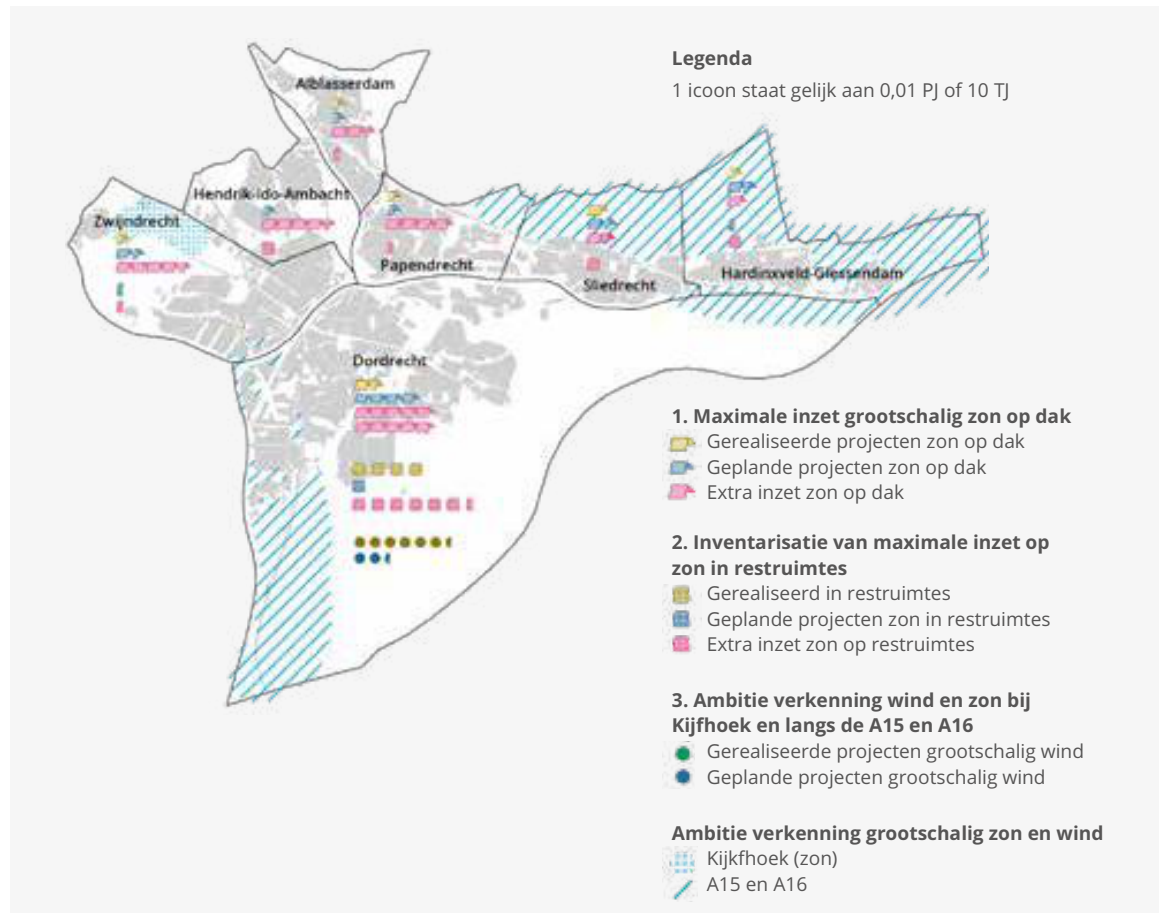 Legenda
1 icoon staat gelijk aan 0,01 PJ of 10 TJ
Alblasserdam
Hendrik-Ido-Ambacht
Zwijndrecht
Papendrecht
Sliedrecht
Hardinxveld-Giessendam
Dordrecht
1. Maximale inzet grootschalig zon op dak
Gerealiseerde projecten zon op dak
Geplande projecten zon op dak
Extra inzet zon op dak
2. Inventarisatie van maximale inzet op
zon in restruimtes
Gerealiseerd in restruimtes
Geplande projecten zon in restruimtes
Extra inzet zon op restruimtes
3. Ambitie verkenning wind en zon bij
Kijfhoek en langs de A15 en A16
Gerealiseerde projecten grootschalig wind
Geplande projecten grootschalig wind
Ambitie verkenning grootschalig zon en wind
Kijkfhoek (zon)
A15 en A16